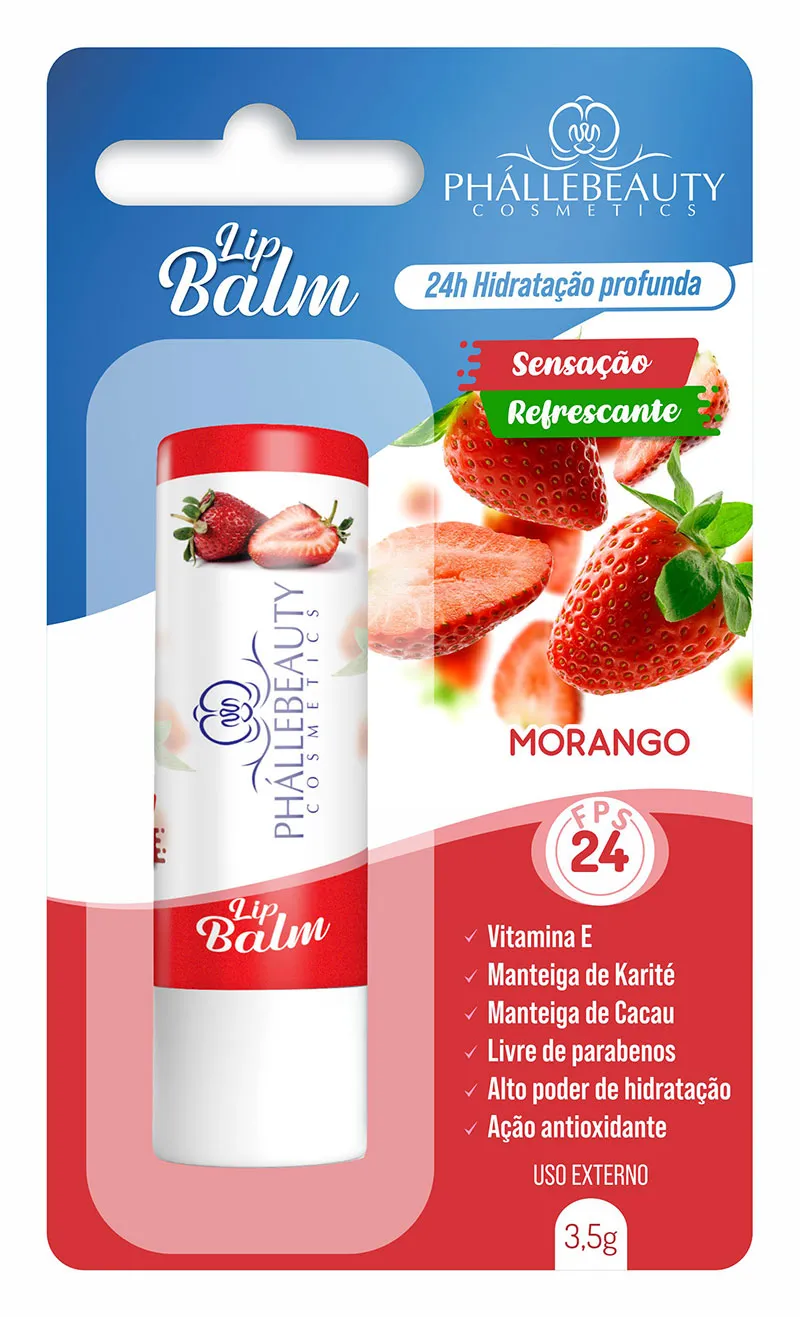 PHÁLLEBEAUTY
COSMETICS
Lip
Balm
24h Hidratação profunda
Sensação
Refrescante
PHÁLLEBEAUTY
COSMETICS
MORANGO
FPS
24
Lip
Balm
Vitamina E
Manteiga de Karité
Manteiga de Cacau
Livre de parabenos
Alto poder de hidratação
Ação antioxidante
USO EXTERNO
3,5g